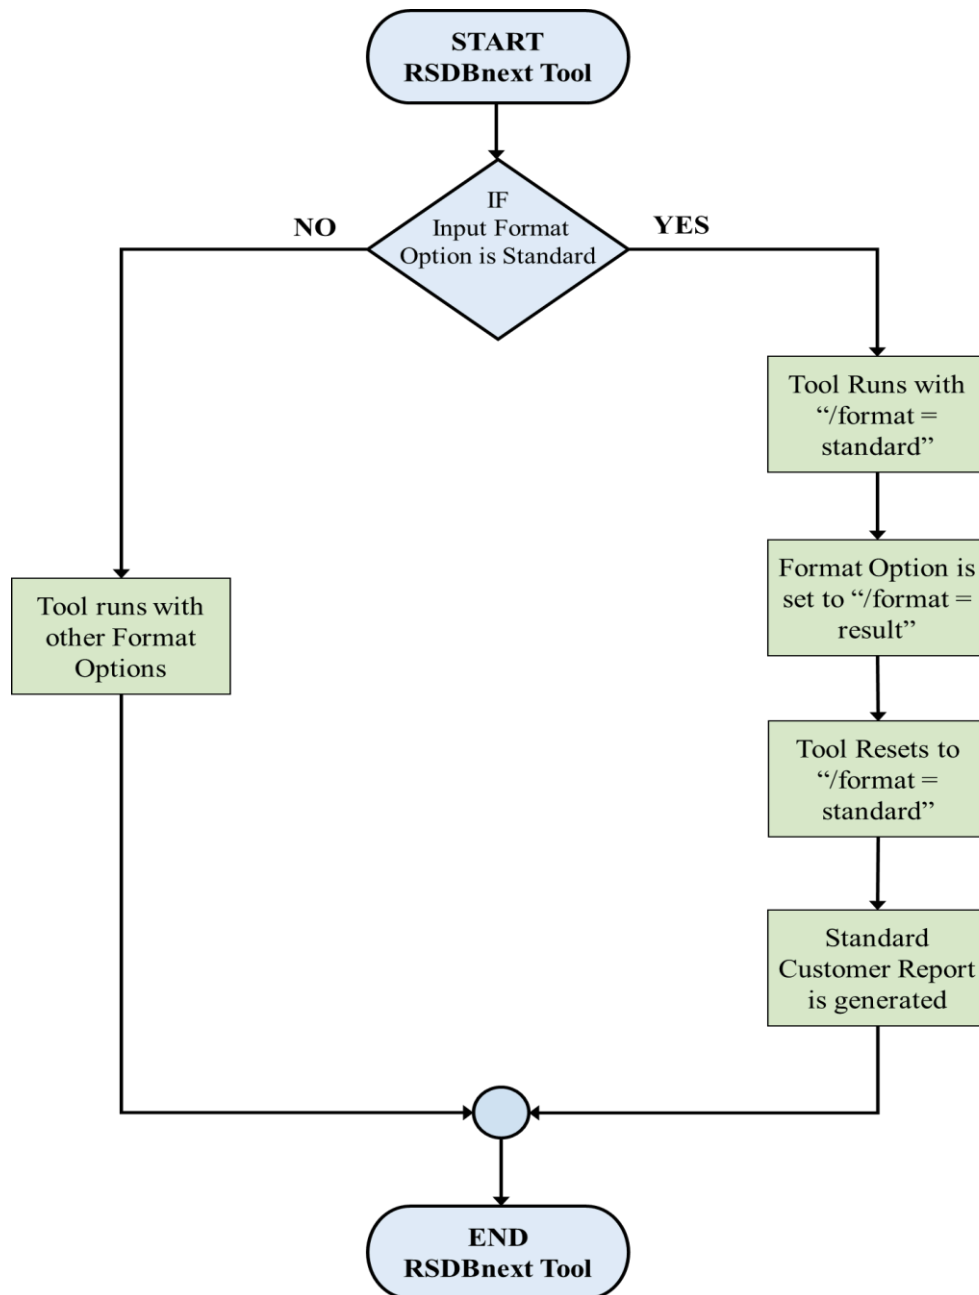 START
RSDBnext Tool
IF
Input Format
Option is Standard
NO
YES
Tool Runs with
“/format =
standard”
Format Option is
set to “/format =
result”
Tool runs with
other Format
Options
Tool Resets to
“/format =
standard”
Standard
Customer Report
is generated
END
RSDBnext Tool